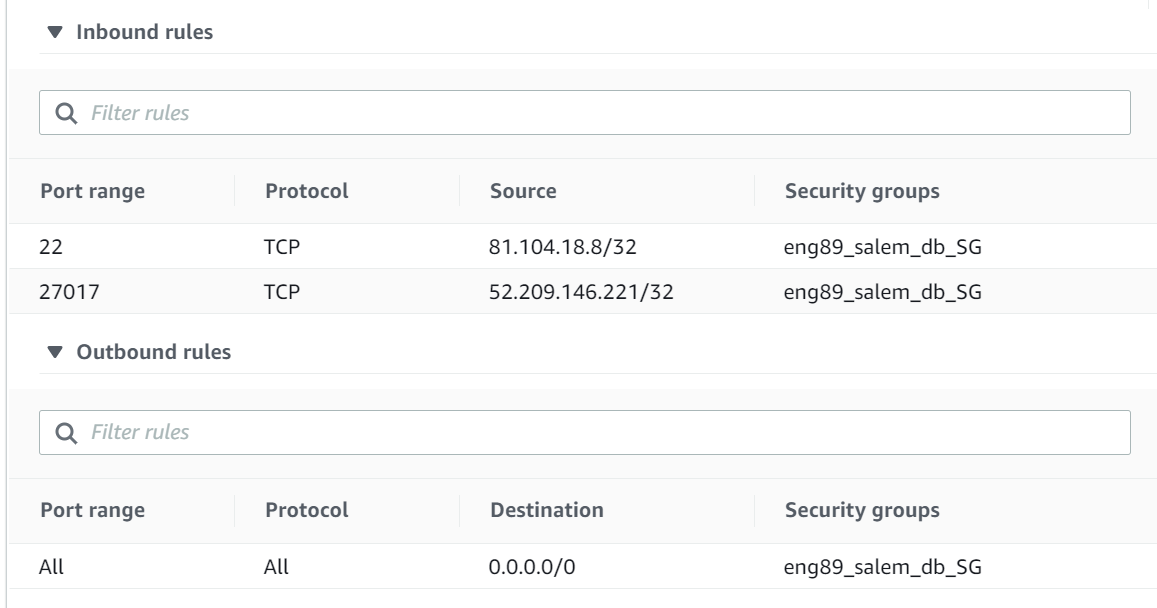 Inbound rules
Filter rules
Port range Protocol Source Security groups
22 TCP 81.104.18.8/32 eng89_salem_db_SG
27017 TCP 52.209.146.221/32 eng89_salem_db_SG
Outbound rules
Filter rules
Port range Protocol Destination Security groups
All All 0.0.0.0/0 eng89_salem_db_SG